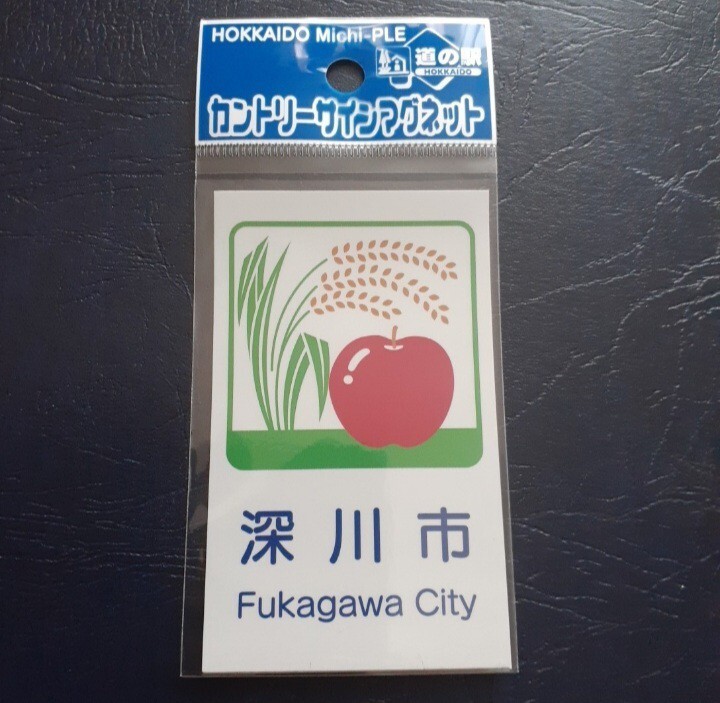 HOKKAIDO Michi-PLE
道の駅
HOKKAIDO
カントリーサインマグネット
深川市
Fukagawa City